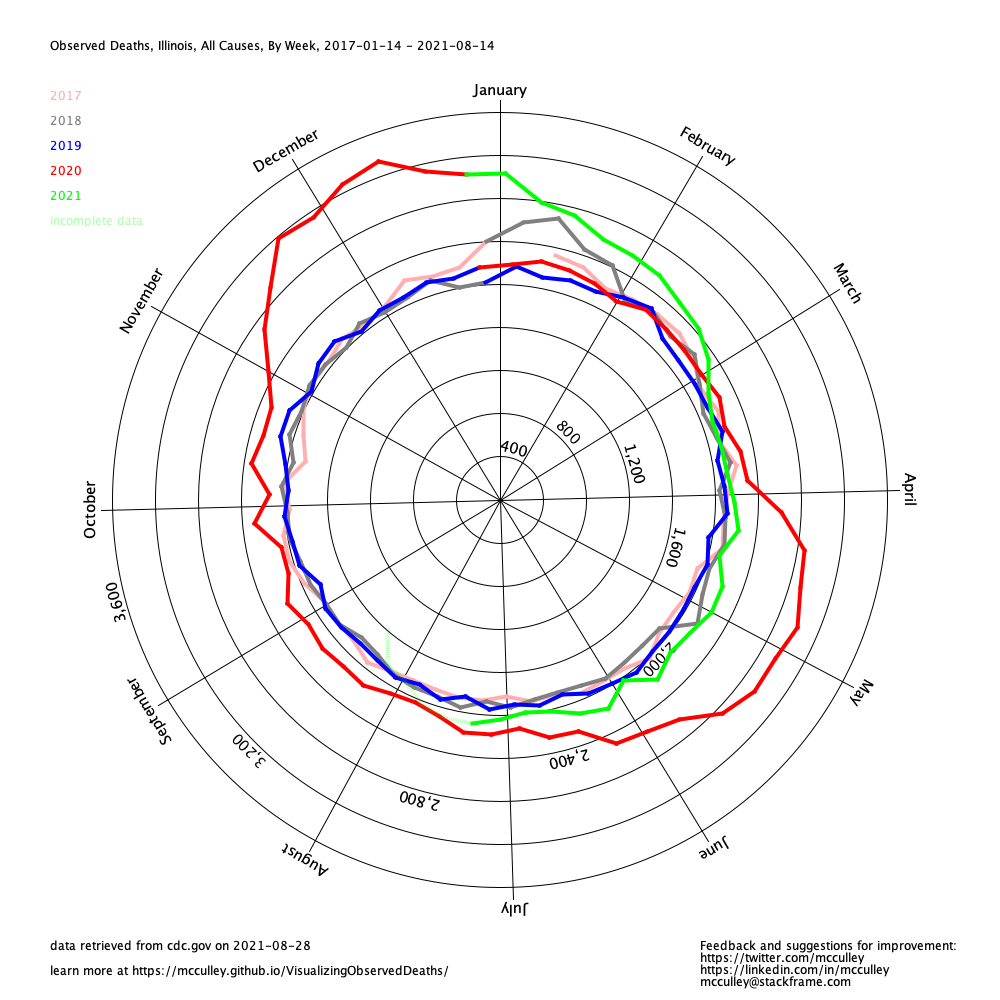 Observed Deaths, Illinois, All Causes, By Week, 2017-01-14 - 2021-08-14
2017
2018
2019
2020
2021
incomplete data
January
February
March
April
May
June
July
August
September
October
November
December
400
800
1,200
1,600
2,000
2,400
2,800
3,200
3,600
data retrieved from cdc.gov on 2021-08-28
learn more at https://mcculley.github.io/VisualizingObservedDeaths/
Feedback and suggestions for improvement:
https://twitter.com/mcculley
https://linkedin.com/in/mcculley
mcculley@stackframe.com